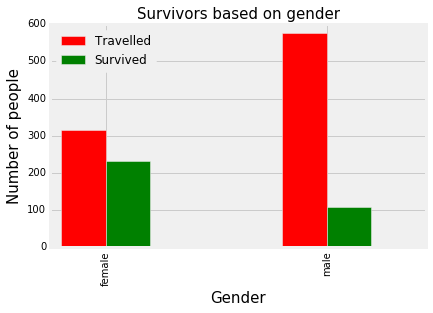 Survivors based on gender
Travelled
Survived
Number of people
600
500
400
300
200
100
0
female
male
Gender